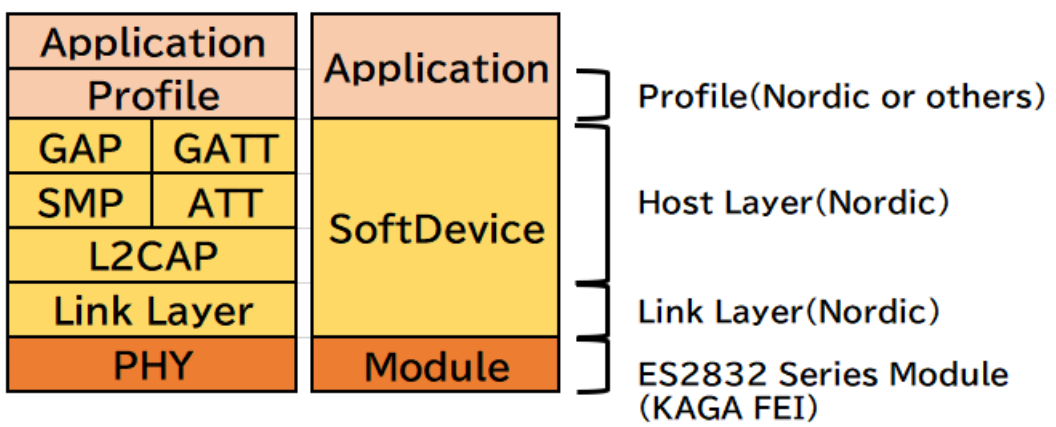 Application
Profile
GAP GATT
SMP ATT
L2CAP
Link Layer
PHY
Application
SoftDevice
Module
Profile(Nordic or others)
Host Layer(Nordic)
Link Layer(Nordic)
ES2832 Series Module
(KAGA FEI)